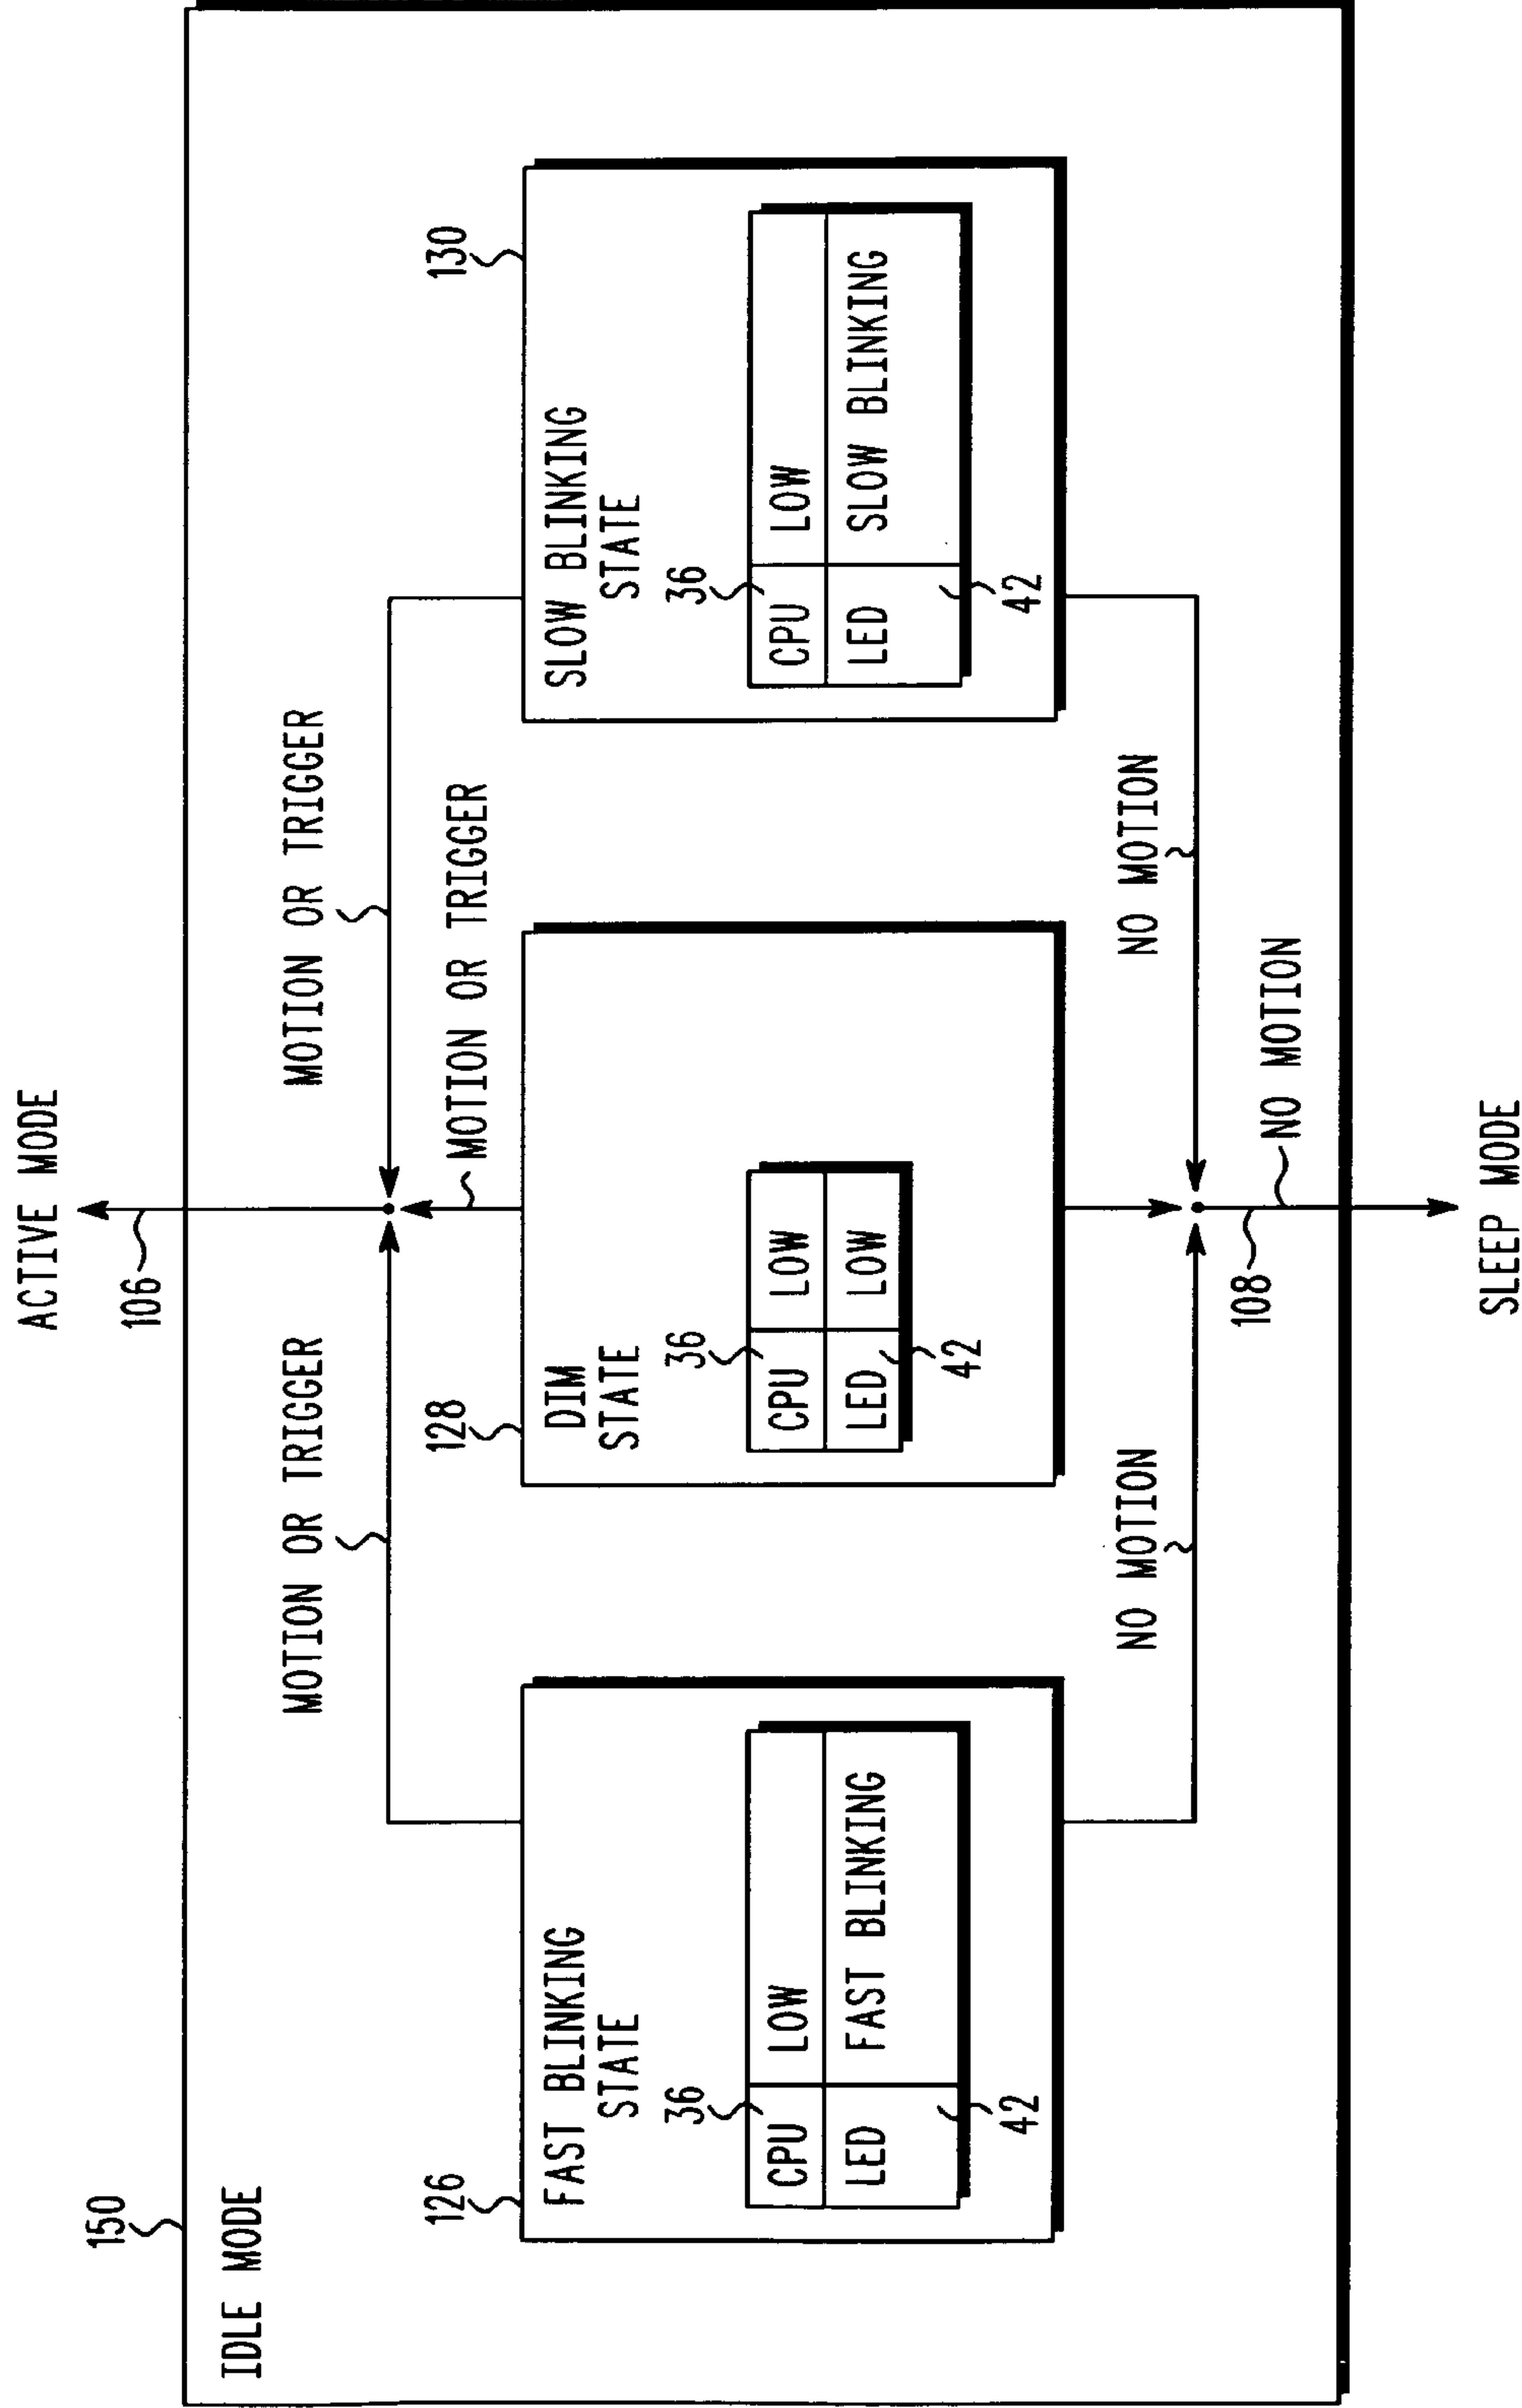 ACTIVE MODE
106
150
IDLE MODE
MOTION OR TRIGGER
MOTION OR TRIGGER
MOTION OR TRIGGER
126
FAST BLINKING
STATE
36
CPU LOW
LED FAST BLINKING
42
128
DIM
STATE
36
CPU LOW
LED LOW
42
130
SLOW BLINKING
STATE
36
CPU LOW
LED SLOW BLINKING
42
NO MOTION
NO MOTION
108
NO MOTION
SLEEP MODE